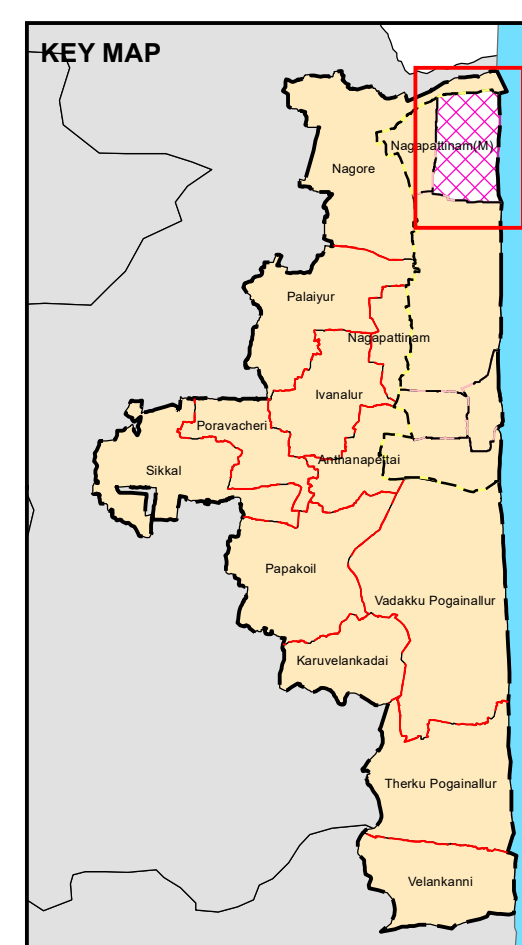 KEY MAP
Nagapattinam(M)
Nagore
Palaiyur
Nagapattinam
Ivanalur
Poravacheri
Anthanapettai
Sikkal
Papakoil
Vadakku Pogainallur
Karuvelankadai
Therku Pogainallur
Velankanni